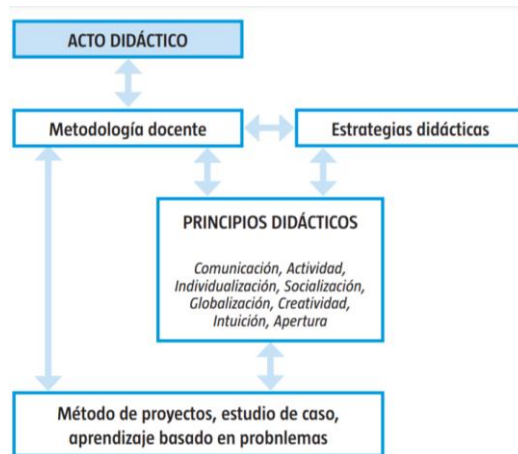 ACTO DIDÁCTICO
Metodología docente
Estrategias didácticas
PRINCIPIOS DIDÁCTICOS
Comunicación, Actividad,
Individualización, Socialización,
Globalización, Creatividad,
Intuición, Apertura
Método de proyectos, estudio de caso,
aprendizaje basado en probnlemas